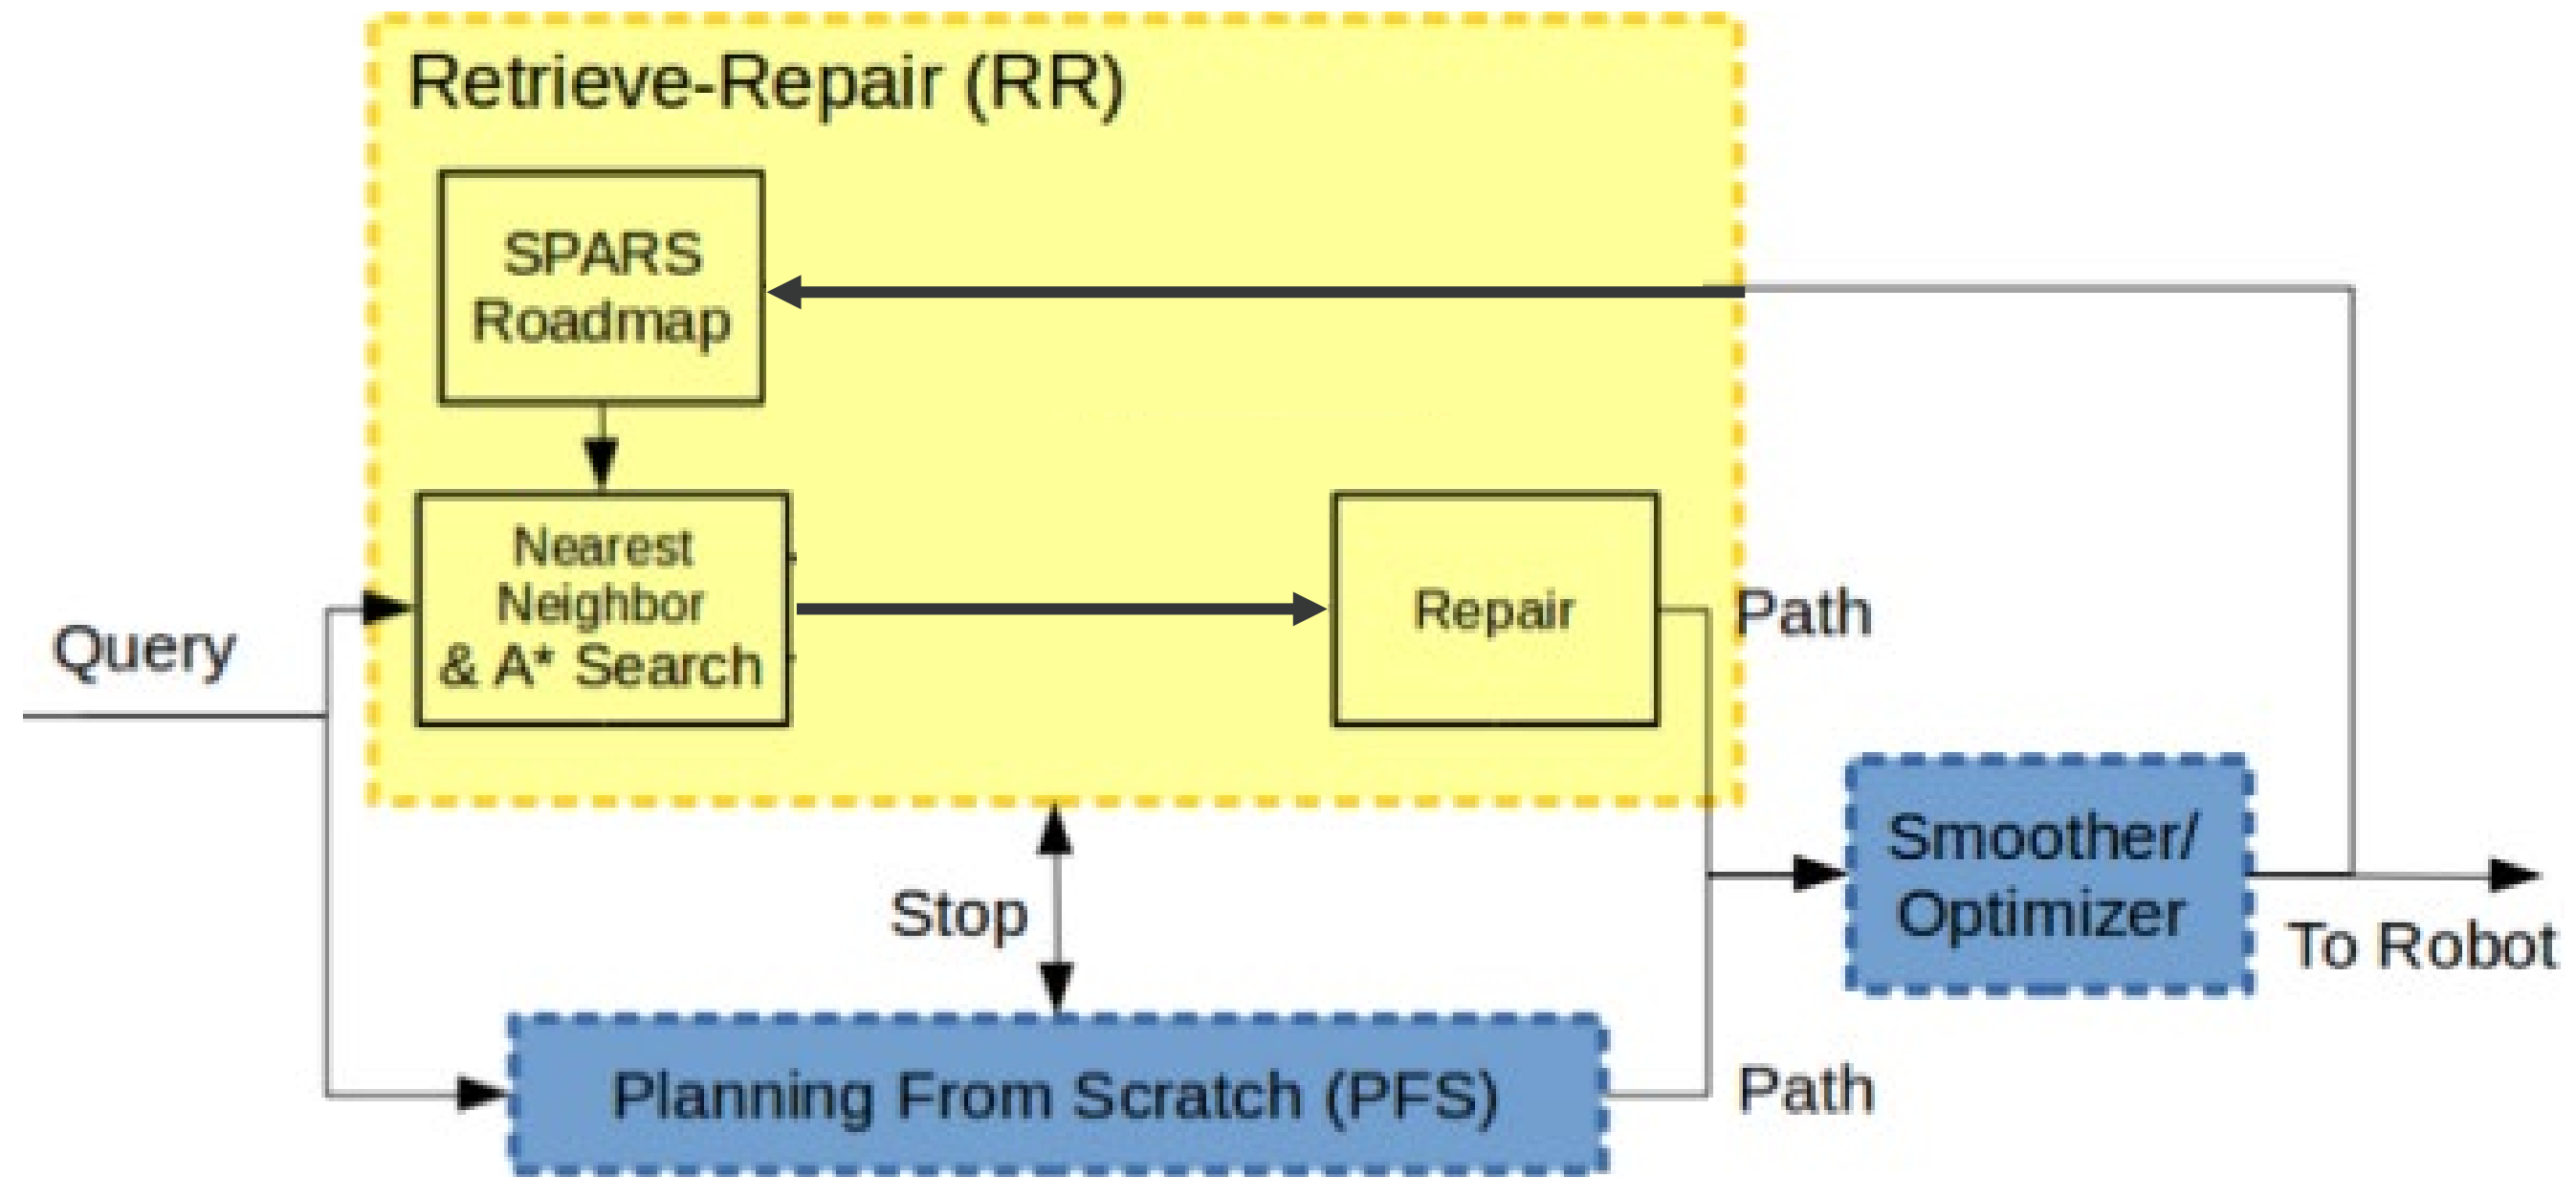 Retrieve-Repair (RR)
SPARS
Roadmap
Nearest
Neighbor
& A* Search
Repair
Path
Query
Stop
Smoother/
Optimizer
To Robot
Planning From Scratch (PFS)
Path